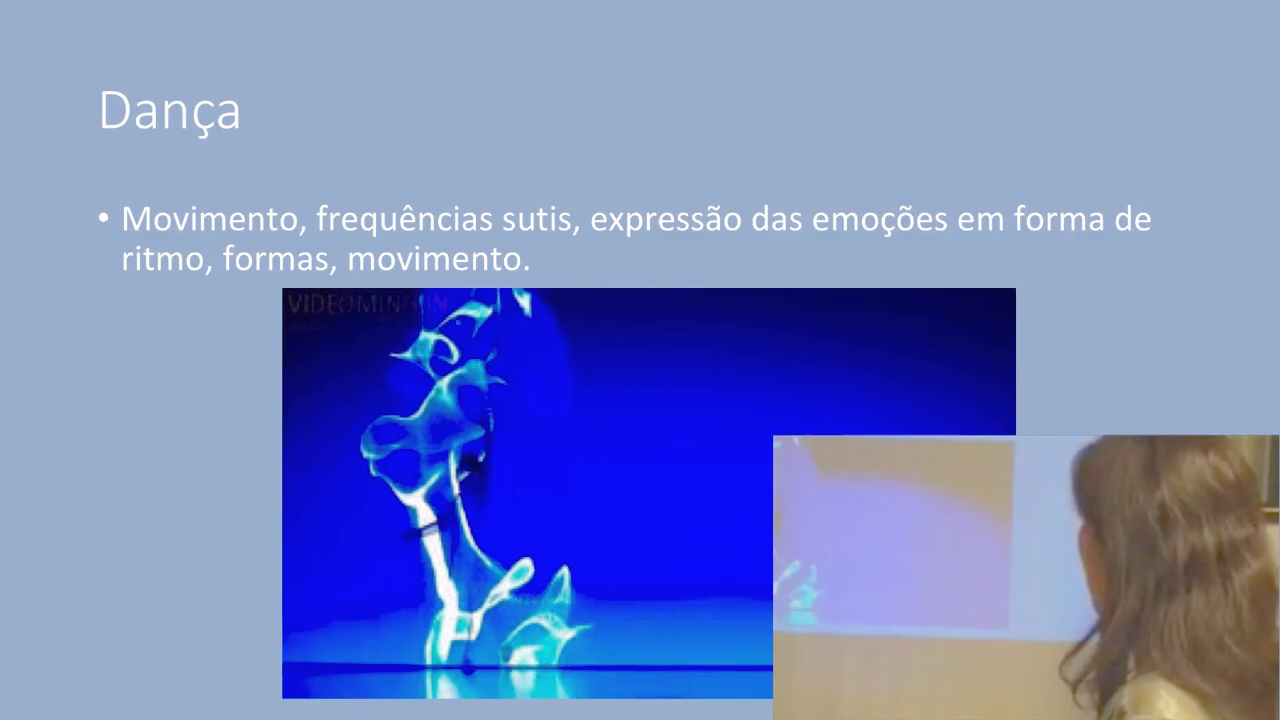 Dança
• Movimento, frequências sutis, expressão das emoções em forma de
ritmo, formas, movimento.